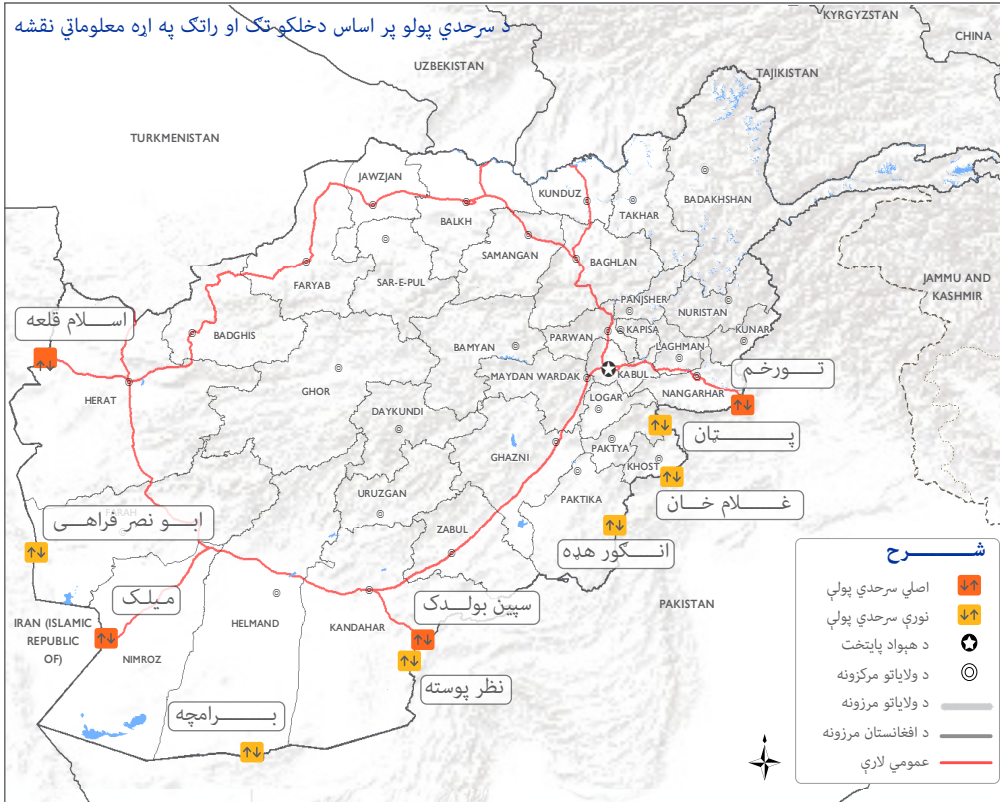 د سرحدي پولو پر اساس دخلکو تګ او راتګ په اړه معلوماتي نقشه
KYRGYZSTAN
CHINA
UZBEKISTAN
TAJIKISTAN
TURKMENISTAN
JAWZJAN
BALKH
KUNDUZ
TAKHAR
BADAKHSHAN
SAMANGAN
BAGHLAN
FARYAB
SAR-E-PUL
JAMMU AND
KASHMIR
PANJSHER
NURISTAN
اسلام قلعه
BADGHIS
BAMYAN
PARWAN
KAPISA
KUNAR
LAGHMAN
HERAT
GHOR
MAYDAN WARDAK
KABUL
تورخم
NANGARHAR
LOGAR
DAYKUNDI
پټان
GHAZNI
PAKTYA
KHOST
URUZGAN
PAKTIKA
غلام خان
FARAH
ابو نصر فراهی
ZABUL
انګور هډه
میلک
سپین بولدک
PAKISTAN
IRAN (ISLAMIC
REPUBLIC
OF)
HELMAND
KANDAHAR
NIMROZ
نظر پوسته
برامچه
شرح
اصلي سرحدي پولې
نورې سرحدي پولې
د هېواد پایتخت
د ولایاتو مرکزونه
د ولایاتو مرزونه
د افغانستان مرزونه
عمومي لارې